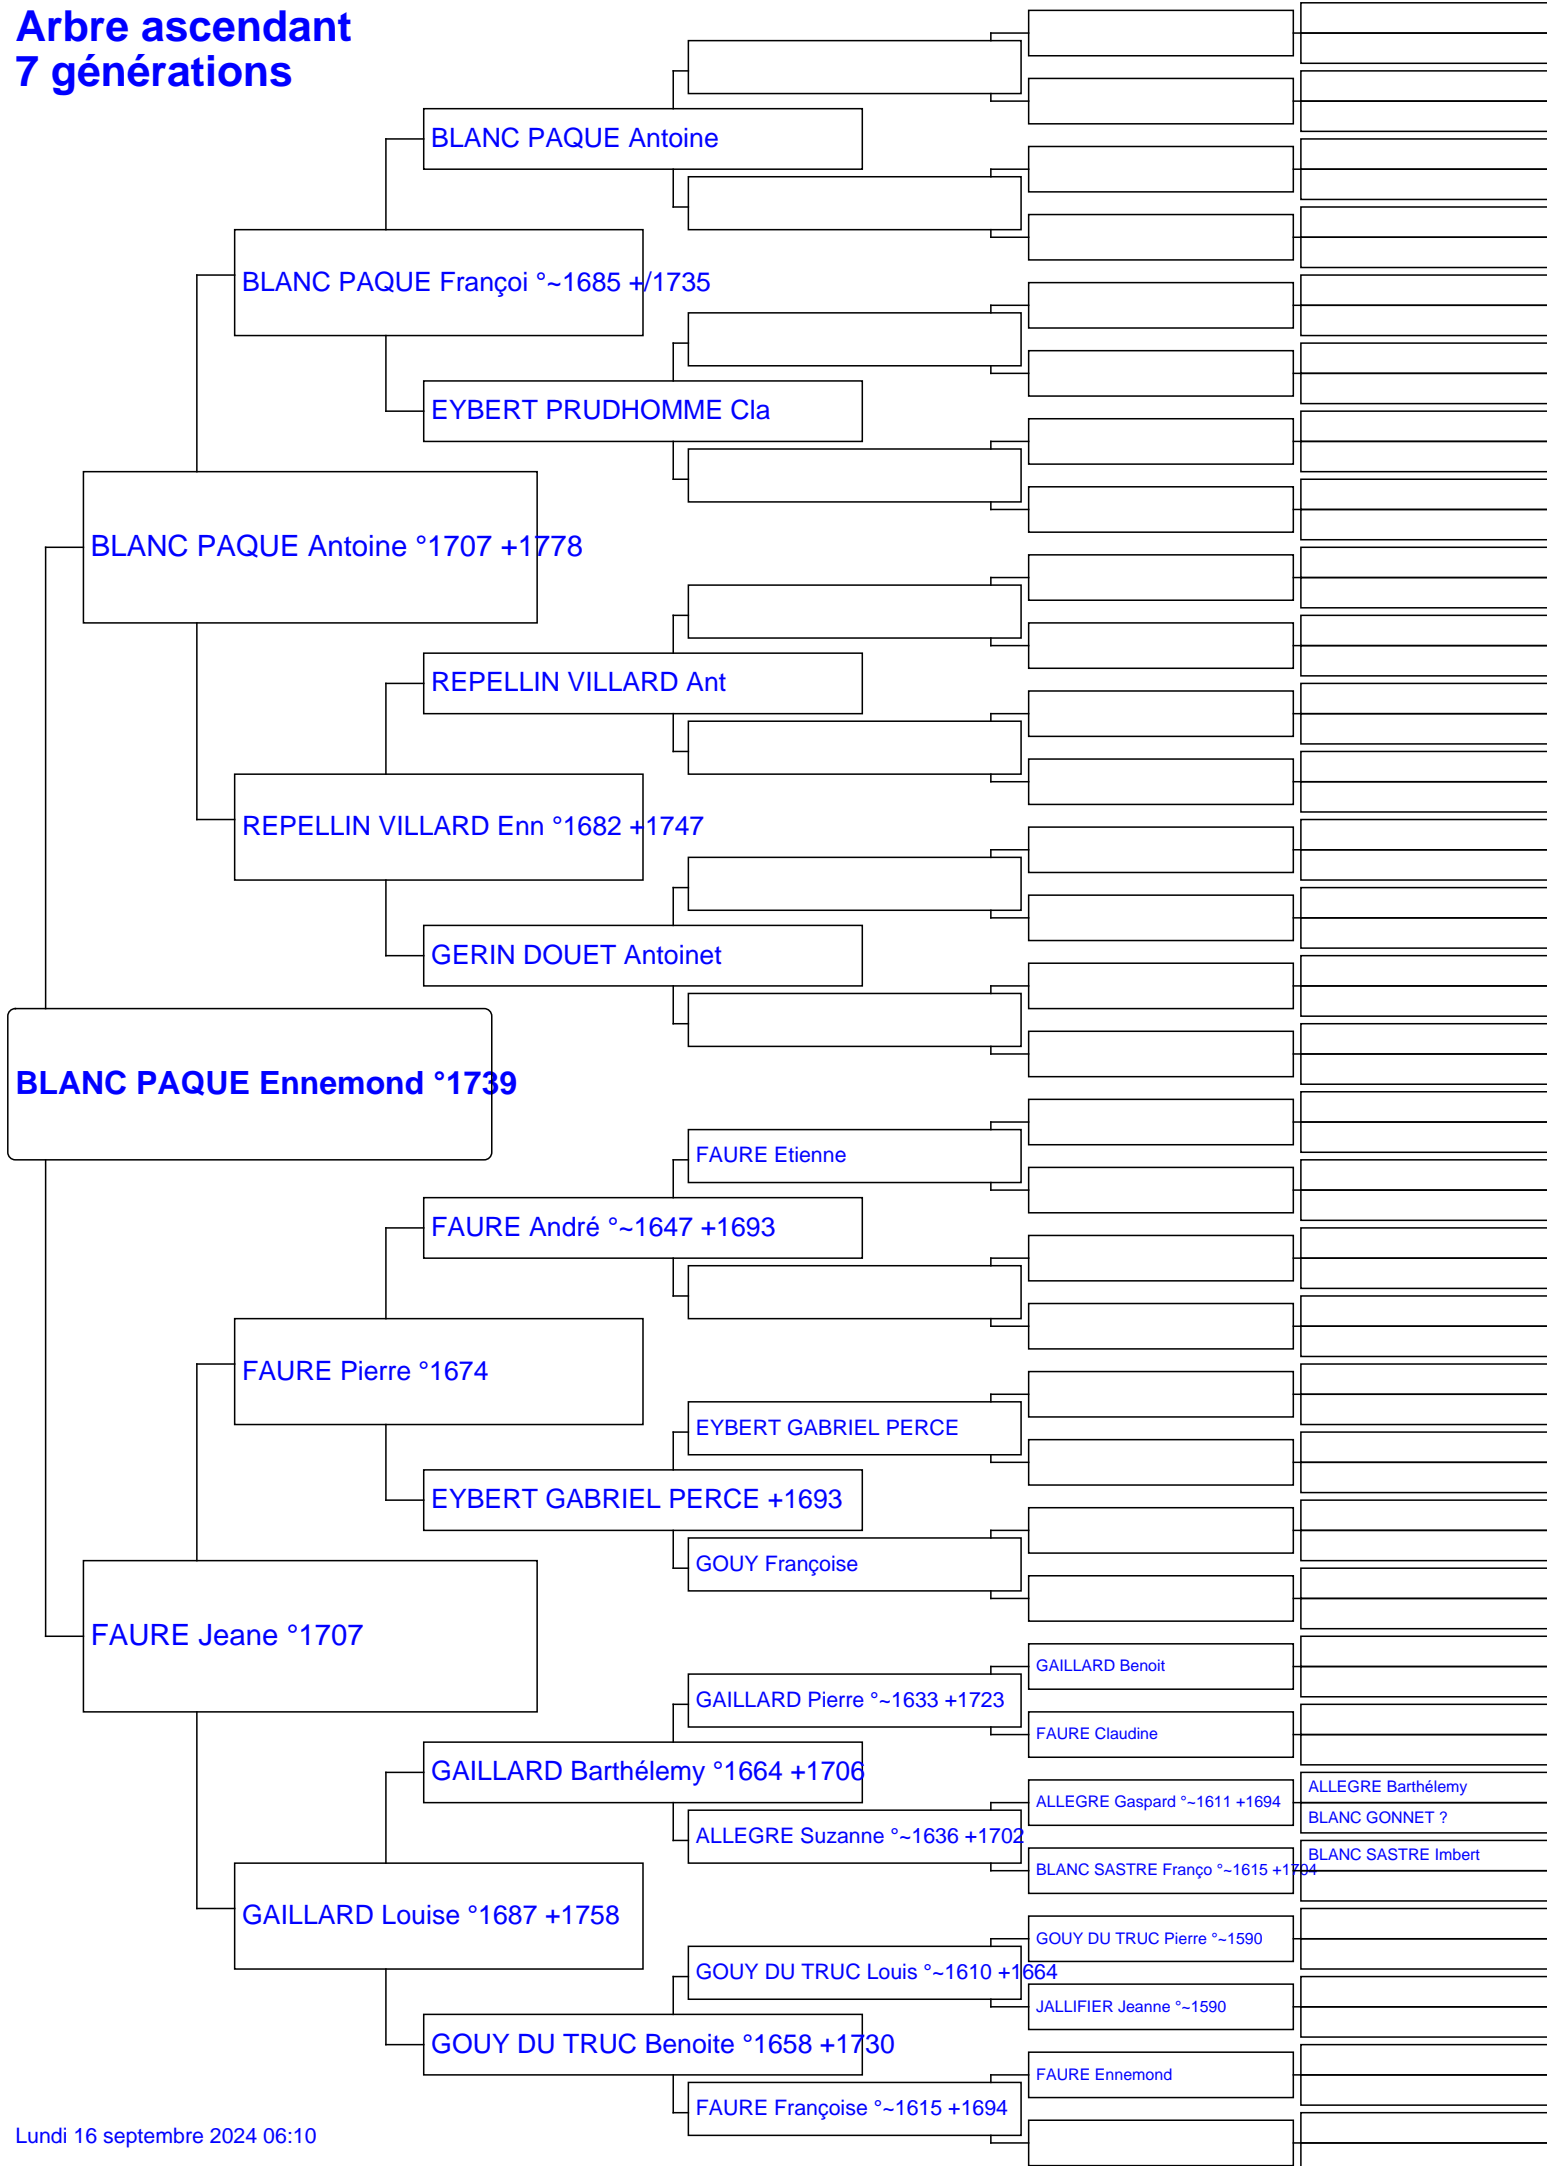 Arbre ascendant
7 générations
BLANC PAQUE Antoine
BLANC PAQUE Françoi °~1685 +/1735
EYBERT PRUDHOMME Cla
BLANC PAQUE Antoine °1707 +1778
REPELLIN VILLARD Ant
REPELLIN VILLARD Enn °1682 +1747
GERIN DOUET Antoinet
BLANC PAQUE Ennemond °1739
FAURE Etienne
FAURE André °~1647 +1693
FAURE Pierre °1674
EYBERT GABRIEL PERCE
EYBERT GABRIEL PERCE +1693
GOUY Françoise
FAURE Jeane °1707
GAILLARD Benoit
GAILLARD Pierre °~1633 +1723
FAURE Claudine
GAILLARD Barthélemy °1664 +1706
ALLEGRE Barthélemy
ALLEGRE Gaspard °~1611 +1694
BLANC GONNET ?
ALLEGRE Suzanne °~1636 +1702
BLANC SASTRE Imbert
BLANC SASTRE Franço °~1615 +1704
GAILLARD Louise °1687 +1758
GOUY DU TRUC Pierre °~1590
GOUY DU TRUC Louis °~1610 +1664
JALLIFIER Jeanne °~1590
GOUY DU TRUC Benoite °1658 +1730
FAURE Ennemond
FAURE Françoise °~1615 +1694
Lundi 16 septembre 2024 06:10